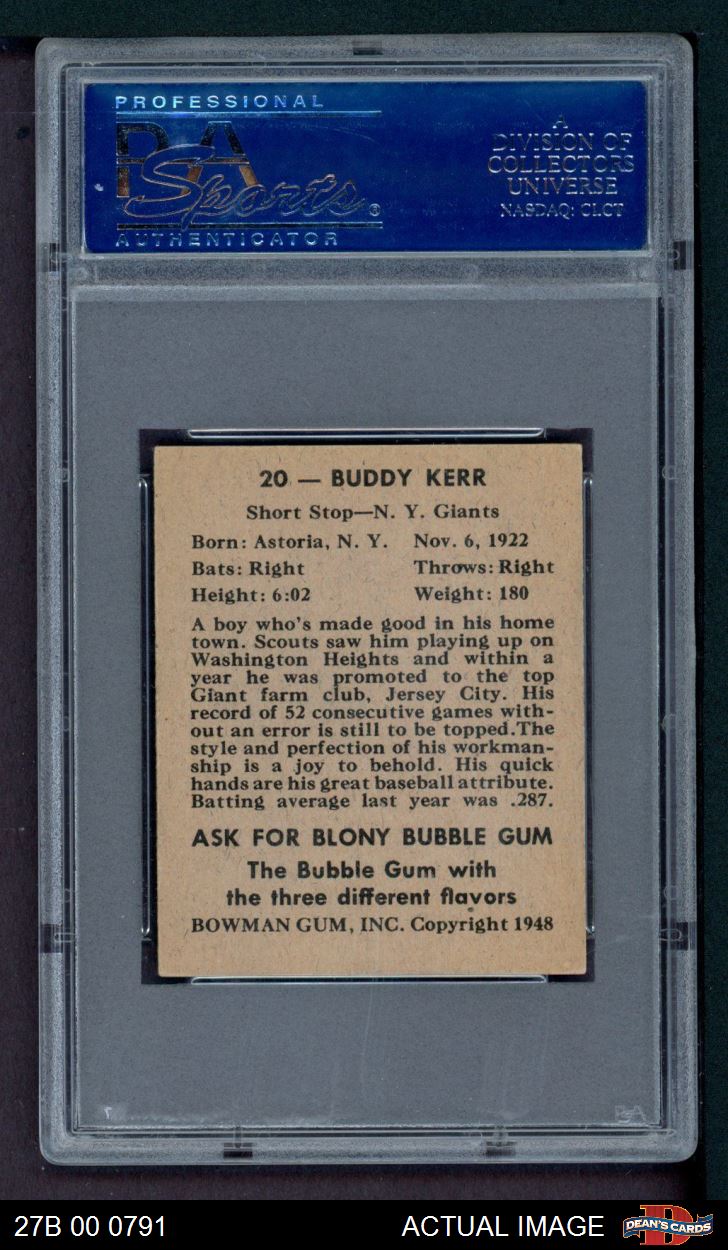 PROFESSIONAL
PSA
Sports®
AUTHENTICATOR
A
DIVISION OF
COLLECTORS
UNIVERSE
NASDAQ: CLCT
20 — BUDDY KERR
Short Stop—N. Y. Giants
Born: Astoria, N. Y. Nov. 6, 1922
Bats: Right Throws: Right
Height: 6:02 Weight: 180
A boy who's made good in his home
town. Scouts saw him playing up on
Washington Heights and within a
year he was promoted to the top
Giant farm club, Jersey City. His
record of 52 consecutive games with-
out an error is still to be topped.The
style and perfection of his workman-
ship is a joy to behold. His quick
hands are his great baseball attribute.
Batting average last year was .287.
ASK FOR BLONY BUBBLE GUM
The Bubble Gum with
the three different flavors
BOWMAN GUM, INC. Copyright 1948
PSA
27B 00 0791 ACTUAL IMAGE
DEAN'S CARDS